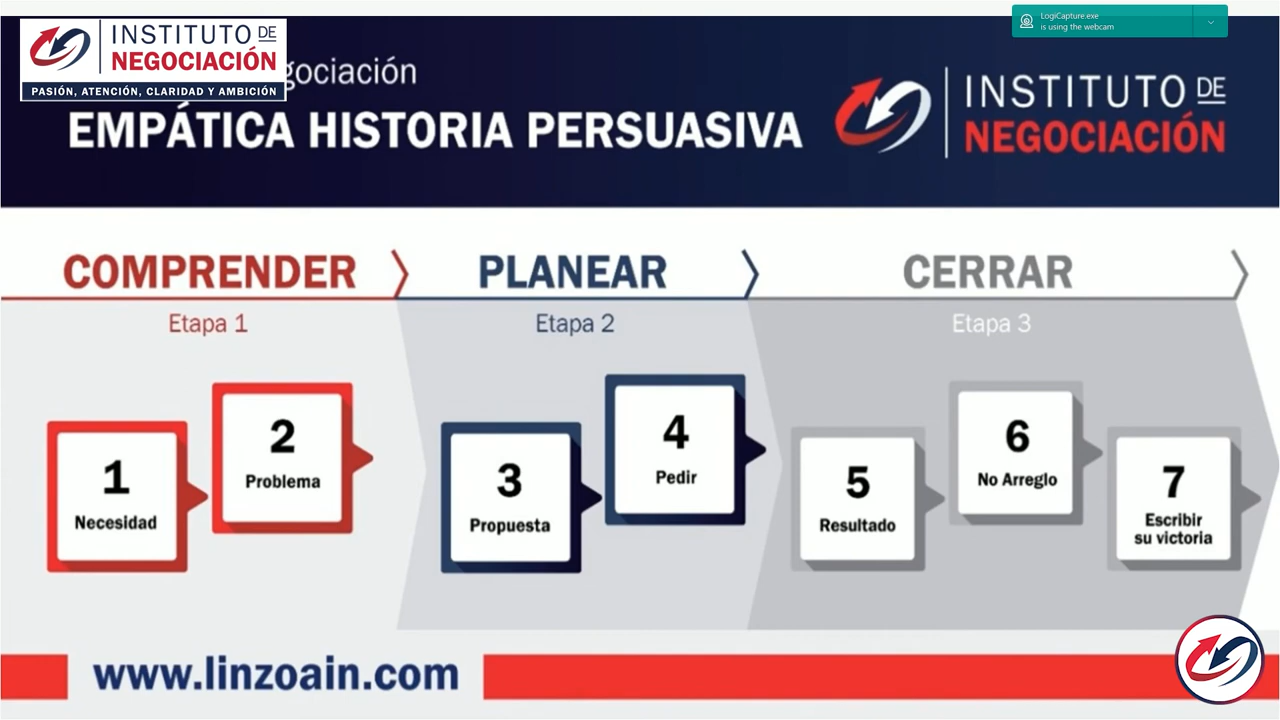 INSTITUTO DE
NEGOCIACIÓN
PASIÓN, ATENCIÓN, CLARIDAD Y AMBICIÓN
LogiCapture.exe
is using the webcam
gociación
EMPÁTICA HISTORIA PERSUASIVA
INSTITUTO DE
NEGOCIACIÓN
COMPRENDER
PLANEAR
CERRAR
Etapa 1
Etapa 2
Etapa 3
1
Necesidad
2
Problema
3
Propuesta
4
Pedir
5
Resultado
6
No Arreglo
7
Escribir
su victoria
www.linzoain.com